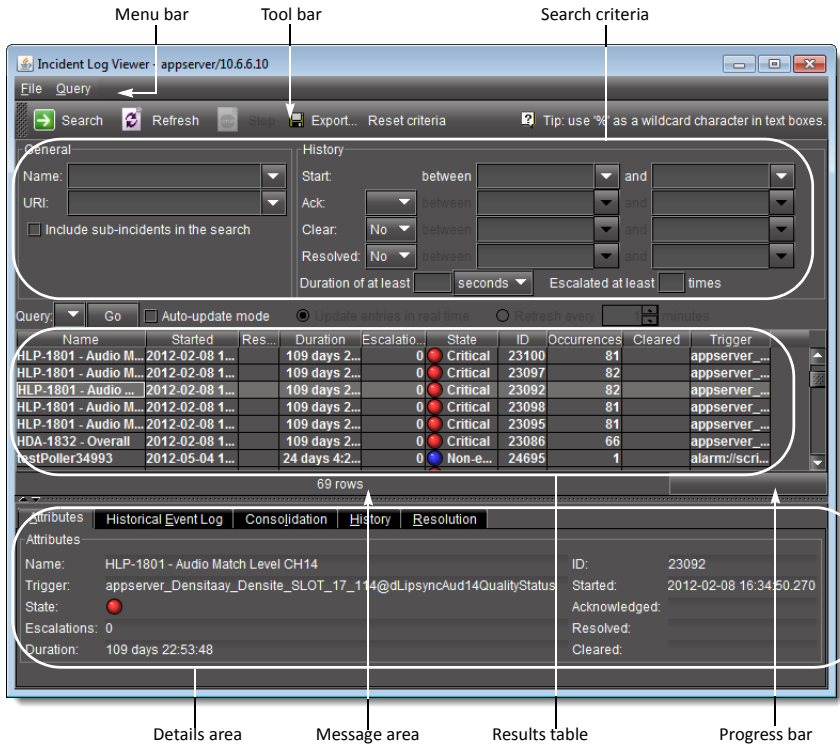 Menu bar Tool bar Search criteria
Incident Log Viewer - appserver/10.6.6.10
File Query
Search Refresh Stop Export... Reset criteria Tip: use '%' as a wildcard character in text boxes.
General History
Name: Start: between and
URI: Ack: between and
Include sub-incidents in the search Clear: No between and
Resolved: No between and
Duration of at least seconds Escalated at least times
Query: Go Auto-update mode Update entries in real time Refresh every 1 minutes
Name Started Res... Duration Escalatio... State ID Occurrences Cleared Trigger
HLP-1801 - Audio M... 2012-02-08 1... 109 days 2... 0 Critical 23100 81 appserver_...
HLP-1801 - Audio M... 2012-02-08 1... 109 days 2... 0 Critical 23097 82 appserver_...
HLP-1801 - Audio ... 2012-02-08 1... 109 days 2... 0 Critical 23092 82 appserver_...
HLP-1801 - Audio M... 2012-02-08 1... 109 days 2... 0 Critical 23098 81 appserver_...
HLP-1801 - Audio M... 2012-02-08 1... 109 days 2... 0 Critical 23095 81 appserver_...
HDA-1832 - Overall 2012-02-08 1... 109 days 2... 0 Critical 23086 66 appserver_...
testPoller34993 2012-05-04 1... 24 days 4:2... 0 Non-e... 24695 1 alarm://scri...
69 rows
Attributes Historical Event Log Consolidation History Resolution
Attributes
Name: HLP-1801 - Audio Match Level CH14 ID: 23092
Trigger: appserver_Densitaay_Densite_SLOT_17_114@dLipsyncAud14QualityStatus Started: 2012-02-08 16:34:50.270
State: Acknowledged:
Escalations: 0 Resolved:
Duration: 109 days 22:53:48 Cleared:
Details area Message area Results table Progress bar